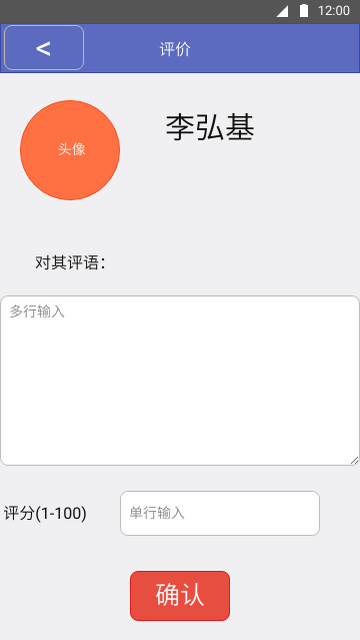 12:00
<
评价
头像
李弘基
对其评语：
多行输入
评分(1-100)
单行输入
确认